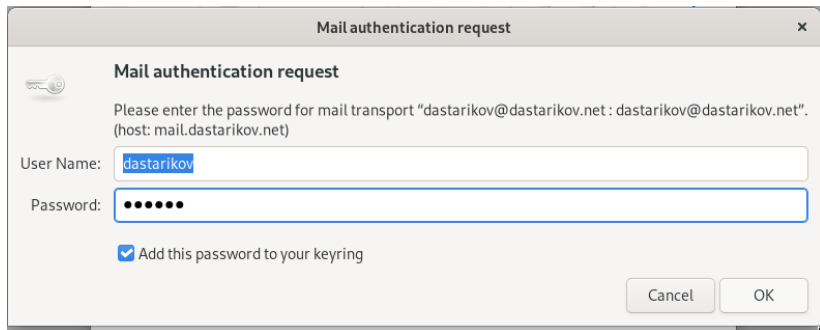 Mail authentication request
Mail authentication request
Please enter the password for mail transport “dastarikov@dastarikov.net : dastarikov@dastarikov.net”.
(host: mail.dastarikov.net)
User Name: dastarikov
Password: ●●●●●●
Add this password to your keyring
Cancel OK